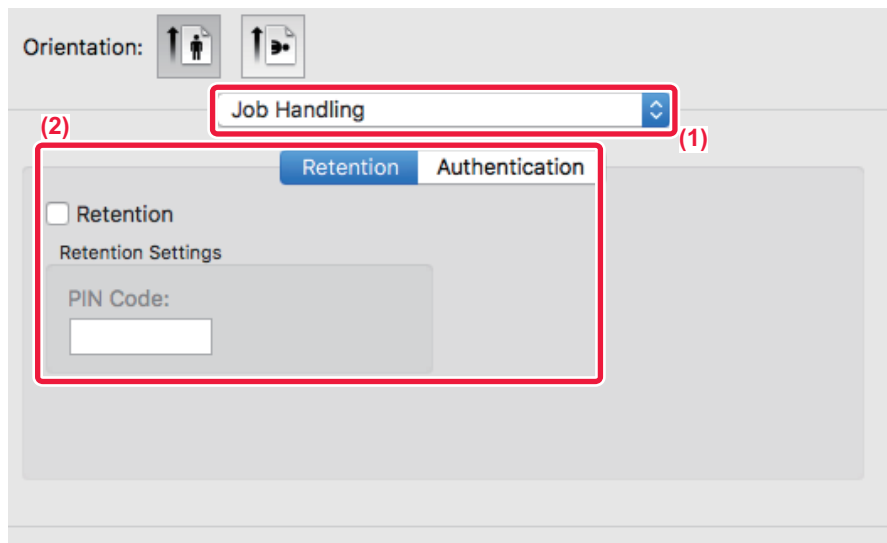 Orientation:
Job Handling
(1)
(2)
Retention Authentication
Retention
Retention Settings
PIN Code: